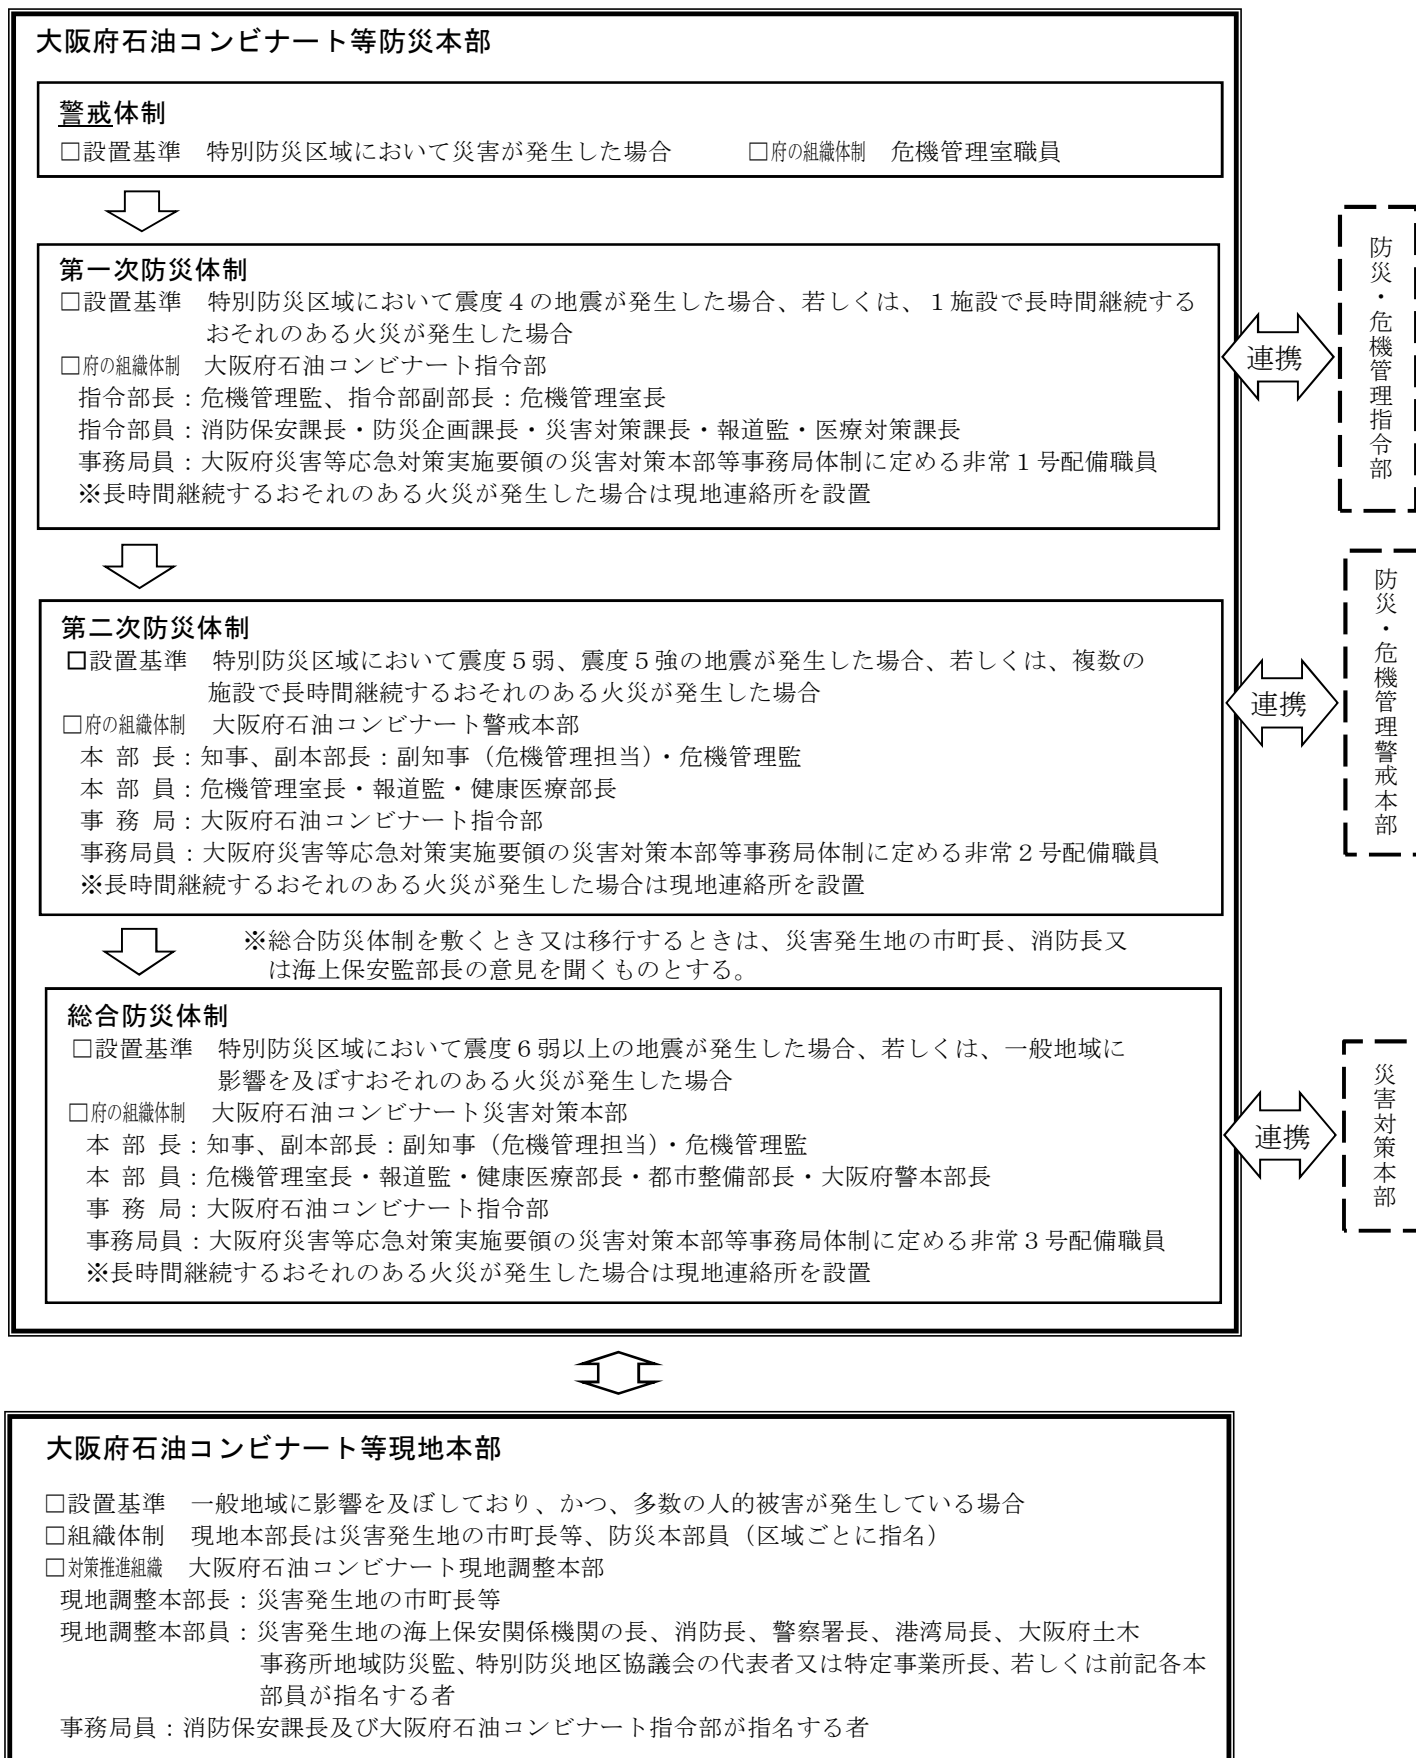 大阪府石油コンビナート等防災本部
警戒体制
□設置基準　特別防災区域において災害が発生した場合　　　□府の組織体制　危機管理室職員
第一次防災体制
□設置基準　特別防災区域において震度４の地震が発生した場合、若しくは、１施設で長時間継続する
おそれのある火災が発生した場合
□府の組織体制　大阪府石油コンビナート指令部
指令部長：危機管理監、指令部副部長：危機管理室長
指令部員：消防保安課長・防災企画課長・災害対策課長・報道監・医療対策課長
事務局員：大阪府災害等応急対策実施要領の災害対策本部等事務局体制に定める非常１号配備職員
※長時間継続するおそれのある火災が発生した場合は現地連絡所を設置
連携
防災・危機管理指令部
第二次防災体制
□設置基準　特別防災区域において震度５弱、震度５強の地震が発生した場合、若しくは、複数の
施設で長時間継続するおそれのある火災が発生した場合
□府の組織体制　大阪府石油コンビナート警戒本部
本 部 長：知事、副本部長：副知事（危機管理担当）・危機管理監
本 部 員：危機管理室長・報道監・健康医療部長
事 務 局：大阪府石油コンビナート指令部
事務局員：大阪府災害等応急対策実施要領の災害対策本部等事務局体制に定める非常２号配備職員
※長時間継続するおそれのある火災が発生した場合は現地連絡所を設置
連携
防災・危機管理警戒本部
※総合防災体制を敷くとき又は移行するときは、災害発生地の市町長、消防長又
は海上保安監部長の意見を聞くものとする。
総合防災体制
□設置基準　特別防災区域において震度６弱以上の地震が発生した場合、若しくは、一般地域に
影響を及ぼすおそれのある火災が発生した場合
□府の組織体制　大阪府石油コンビナート災害対策本部
本 部 長：知事、副本部長：副知事（危機管理担当）・危機管理監
本 部 員：危機管理室長・報道監・健康医療部長・都市整備部長・大阪府警本部長
事 務 局：大阪府石油コンビナート指令部
事務局員：大阪府災害等応急対策実施要領の災害対策本部等事務局体制に定める非常３号配備職員
※長時間継続するおそれのある火災が発生した場合は現地連絡所を設置
連携
災害対策本部
大阪府石油コンビナート等現地本部
□設置基準　一般地域に影響を及ぼしており、かつ、多数の人的被害が発生している場合
□組織体制　現地本部長は災害発生地の市町長等、防災本部員（区域ごとに指名）
□対策推進組織　大阪府石油コンビナート現地調整本部
現地調整本部長：災害発生地の市町長等
現地調整本部員：災害発生地の海上保安関係機関の長、消防長、警察署長、港湾局長、大阪府土木
事務所地域防災監、特別防災地区協議会の代表者又は特定事業所長、若しくは前記各本
部員が指名する者
事務局員：消防保安課長及び大阪府石油コンビナート指令部が指名する者